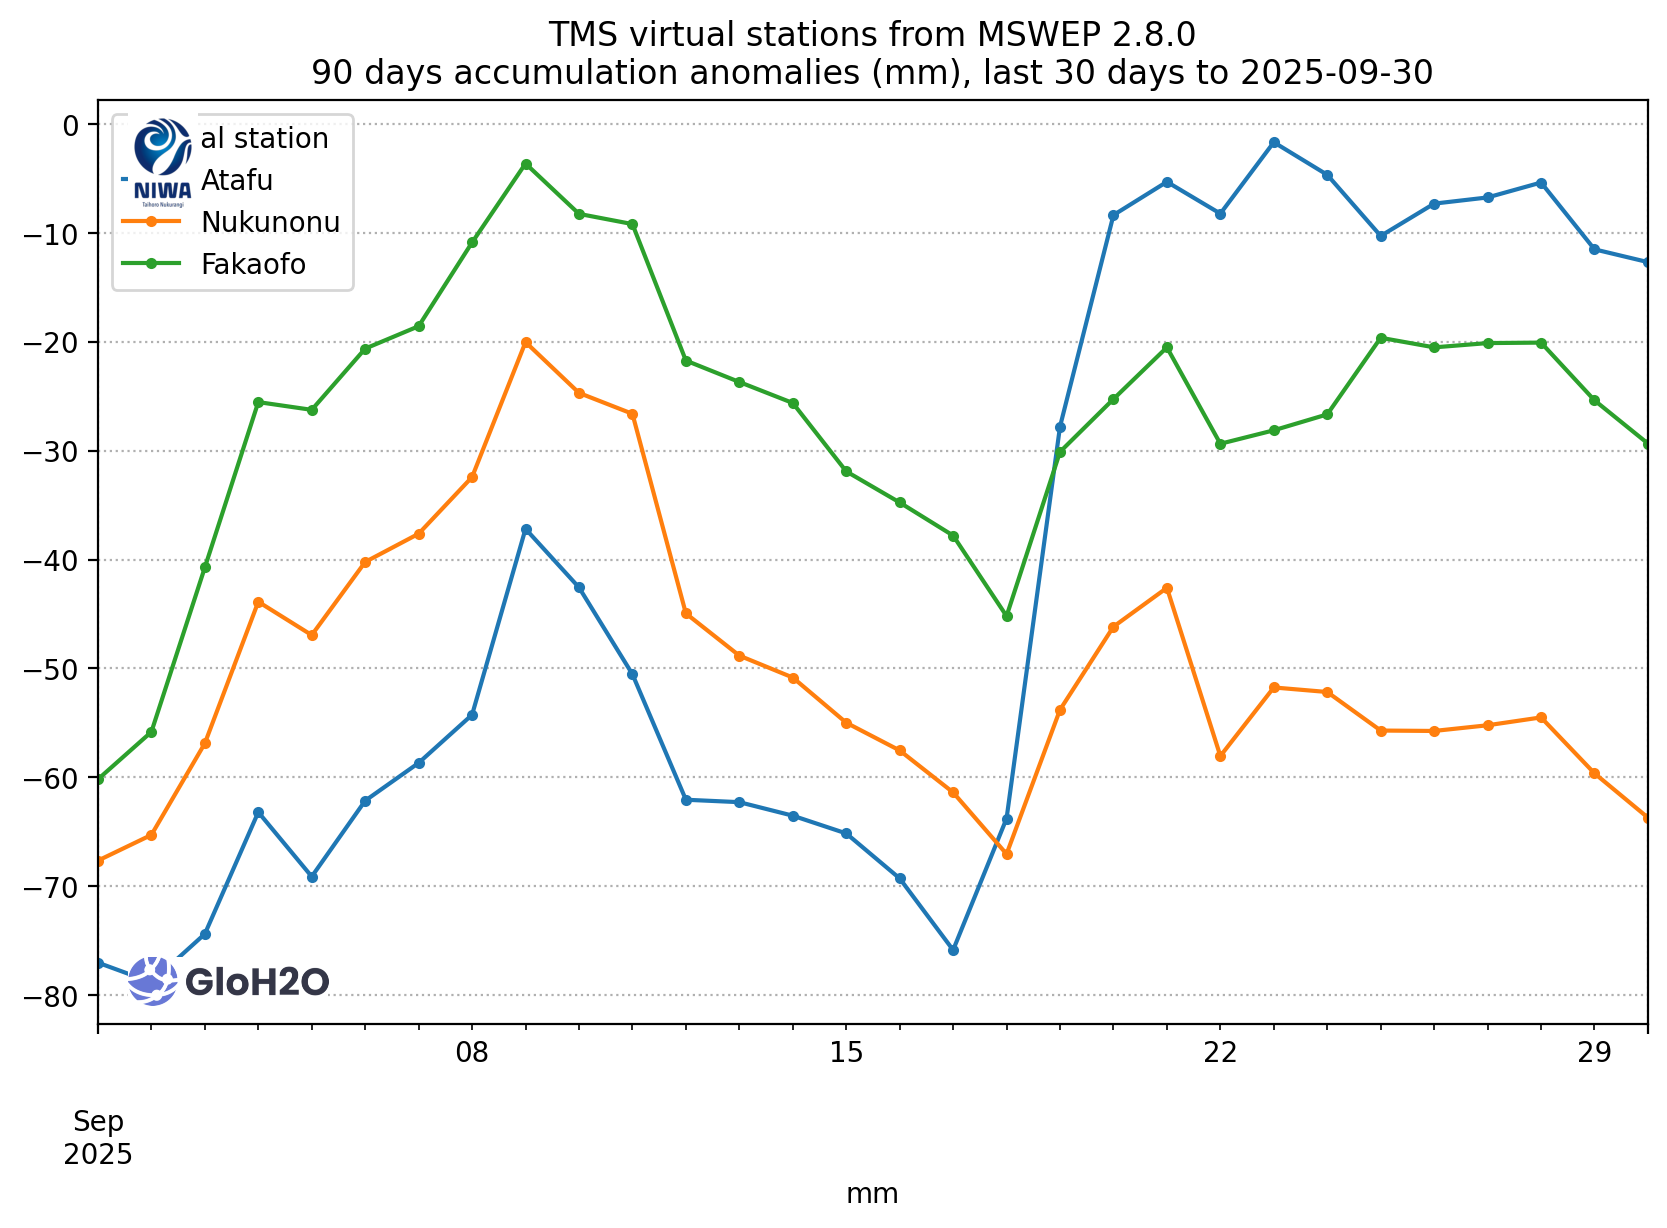 TMS virtual stations from MSWEP 2.8.0
90 days accumulation anomalies (mm), last 30 days to 2025-09-30
al station
Atafu
Nukunonu
Fakaofo
NIWA
Taihoro Nukurangi
0
−10
−20
−30
−40
−50
−60
−70
−80
GloH2O
08
15
22
29
Sep
2025
mm